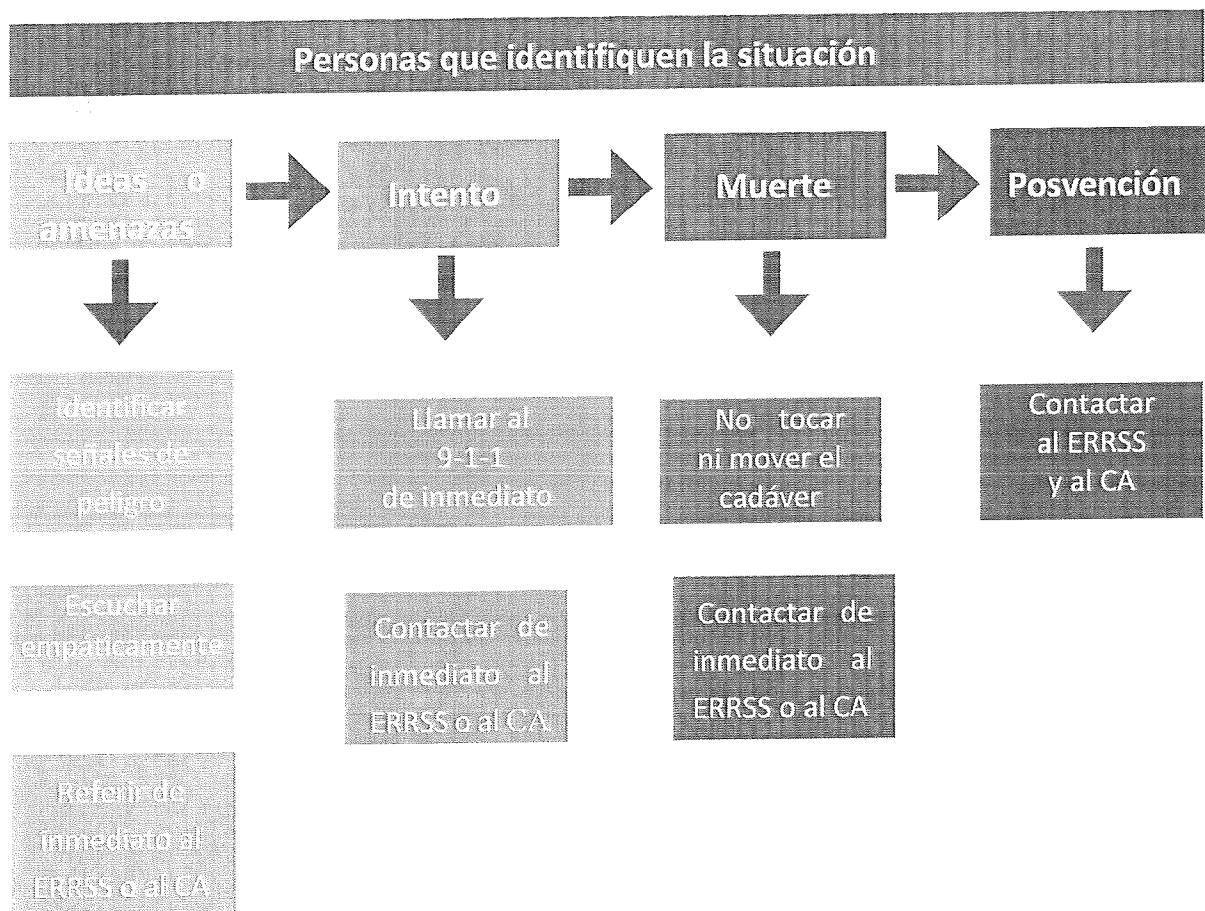 Personas que identifiquen la situación
Ideas o
amenazas
Intento
Muerte
Posvención
Identificar
señales de
peligro
Llamar al
9-1-1
de inmediato
No tocar
ni mover el
cadáver
Contactar
al ERRSS
y al CA
Escuchar
empáticamente
Contactar de
inmediato al
ERRSS o al CA
Contactar de
inmediato al
ERRSS o al CA
Referir de
inmediato al
ERRSS o al CA